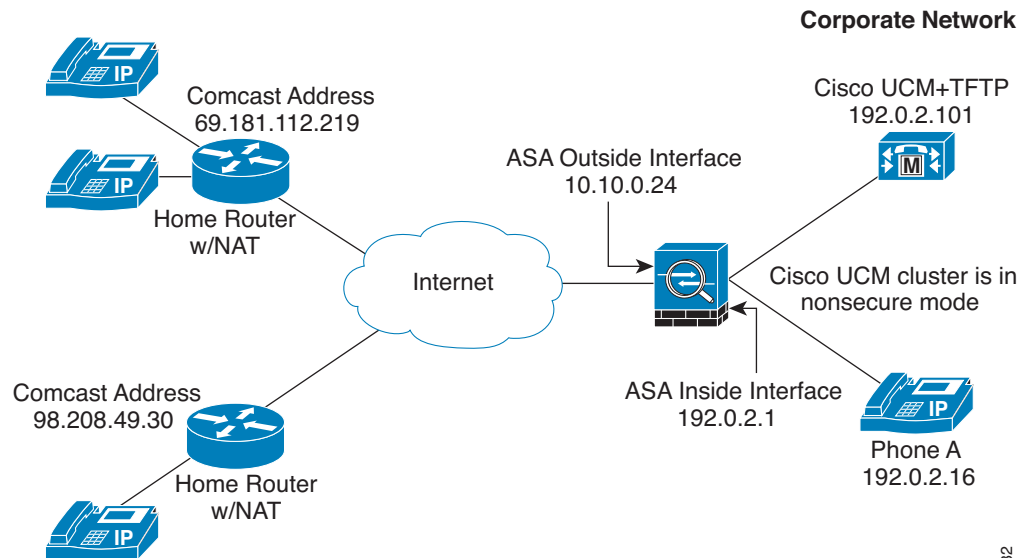 Corporate Network
IP
Comcast Address
69.181.112.219
Cisco UCM+TFTP
192.0.2.101
M
ASA Outside Interface
10.10.0.24
IP
Home Router
w/NAT
Internet
Cisco UCM cluster is in
nonsecure mode
Comcast Address
98.208.49.30
ASA Inside Interface
192.0.2.1
IP
Phone A
192.0.2.16
Home Router
w/NAT
IP